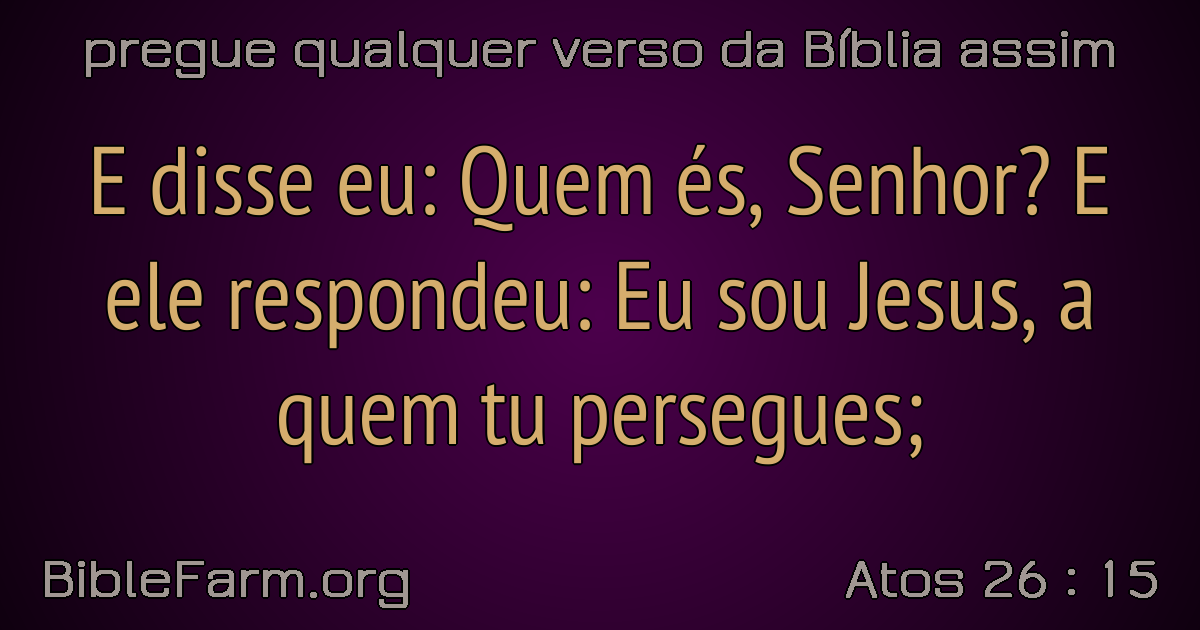 pregue qualquer verso da Bíblia assim
E disse eu: Quem és, Senhor? E
ele respondeu: Eu sou Jesus, a
quem tu persegues;
BibleFarm.org
Atos 26 : 15